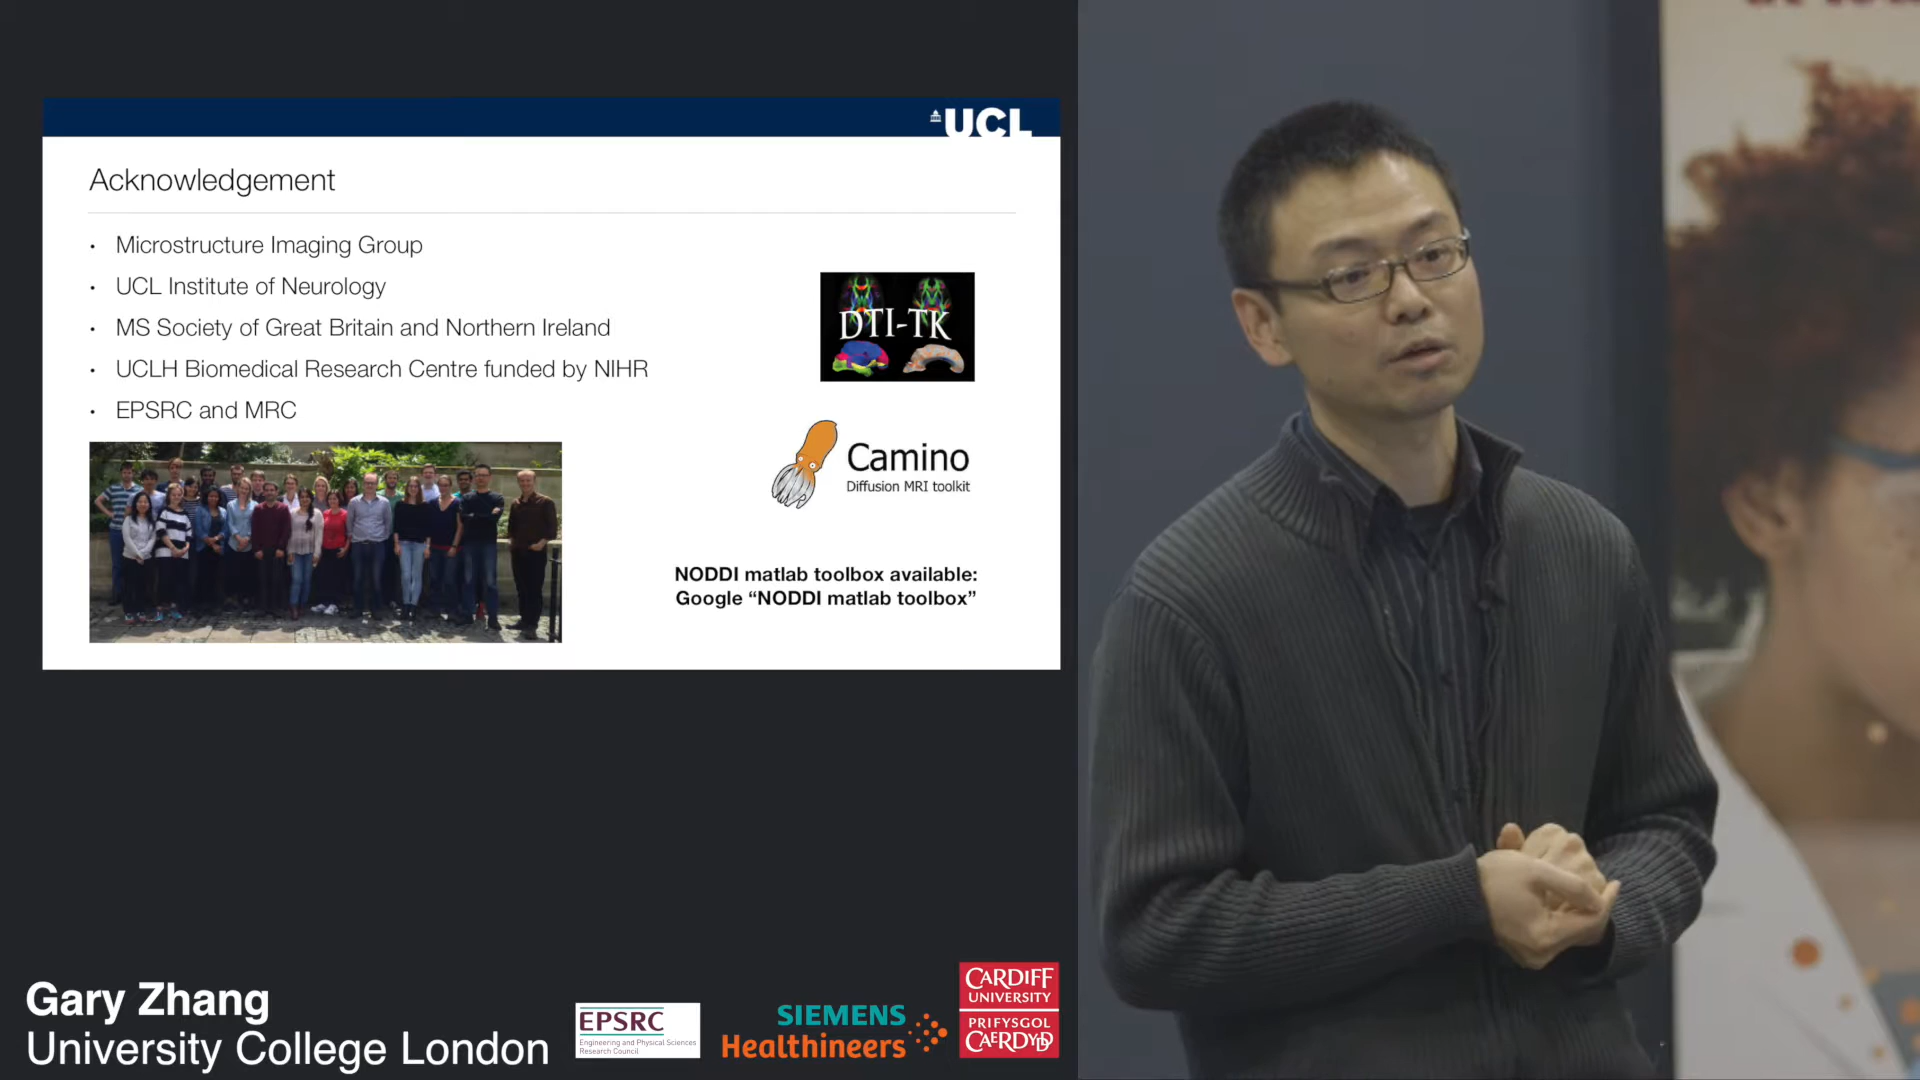 UCL
Acknowledgement
• Microstructure Imaging Group
• UCL Institute of Neurology
• MS Society of Great Britain and Northern Ireland
• UCLH Biomedical Research Centre funded by NIHR
• EPSRC and MRC
DTI-TK
Camino
Diffusion MRI toolkit
NODDI matlab toolbox available:
Google “NODDI matlab toolbox”
Gary Zhang
University College London
EPSRC
Engineering and Physical Sciences
Research Council
SIEMENS
Healthineers
CARDIFF
UNIVERSITY
PRIFYSGOL
CAERDYDD